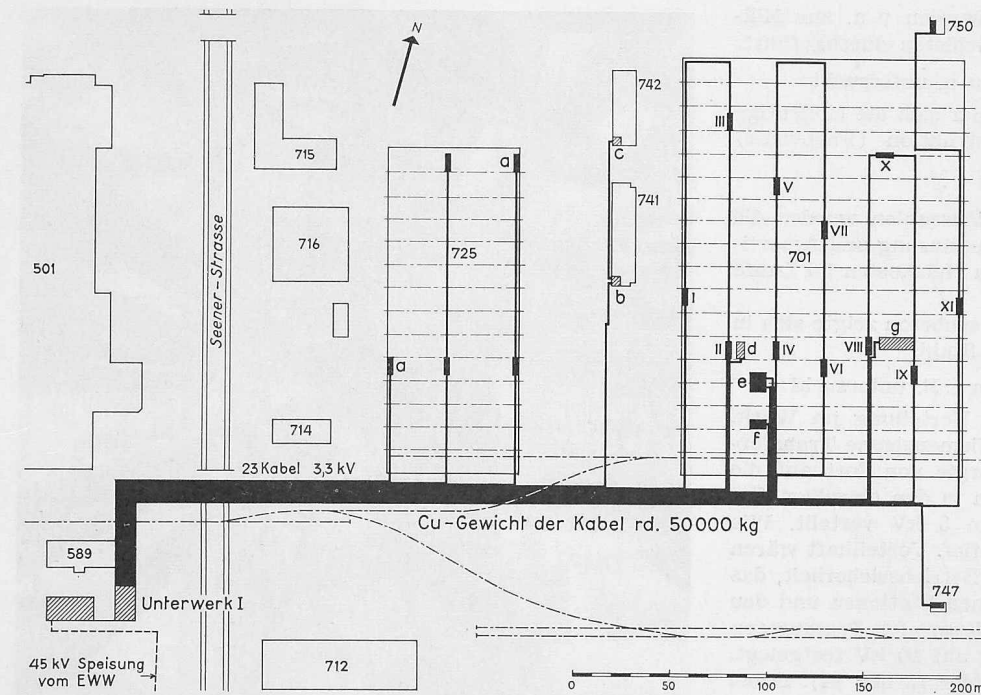 N
750
742
III
715
c
a
X
V
741
Seener-Strasse
716
VII
501
725
701
b
I
XI
g
II
d
IV
VIII
a
VI
IX
e
f
714
23 Kabel 3,3 kV
Cu-Gewicht der Kabel rd. 50000 kg
589
Unterwerk I
747
45 kV Speisung
vom EWW
712
0 50 100 150 200 m